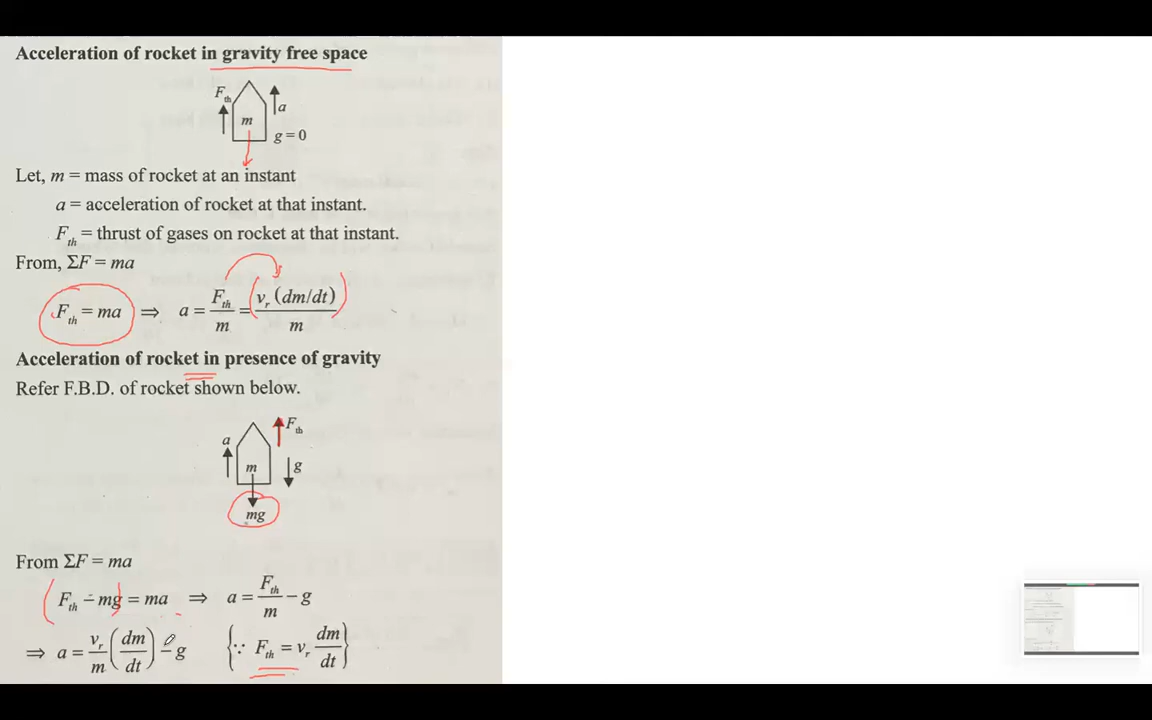 Acceleration of rocket in gravity free space
F_th
a
m
g = 0
Let, m = mass of rocket at an instant
a = acceleration of rocket at that instant.
F_th = thrust of gases on rocket at that instant.
From, ΣF = ma
F_th = ma ⇒ a = F_th/m = v_r (dm/dt)/m
Acceleration of rocket in presence of gravity
Refer F.B.D. of rocket shown below.
F_th
a
m
g
mg
From ΣF = ma
F_th − mg = ma ⇒ a = F_th/m − g
⇒ a = v_r/m (dm/dt) − g {∵ F_th = v_r dm/dt}